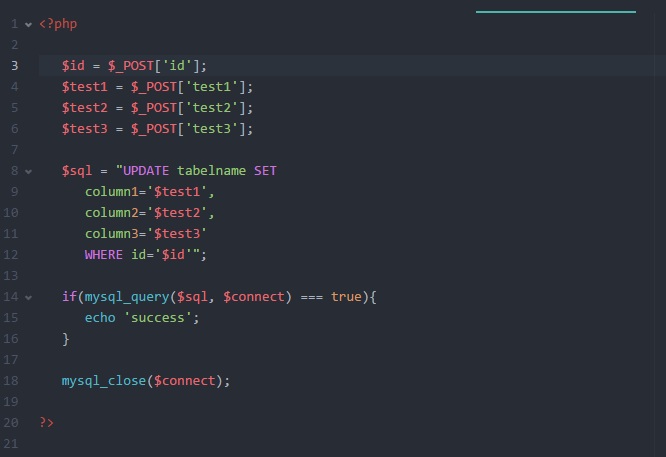 1 <?php
2
3 $id = $_POST['id'];
4 $test1 = $_POST['test1'];
5 $test2 = $_POST['test2'];
6 $test3 = $_POST['test3'];
7
8 $sql = "UPDATE tabelname SET
9 column1='$test1',
10 column2='$test2',
11 column3='$test3'
12 WHERE id='$id'";
13
14 if(mysql_query($sql, $connect) === true){
15 echo 'success';
16 }
17
18 mysql_close($connect);
19
20 ?>
21